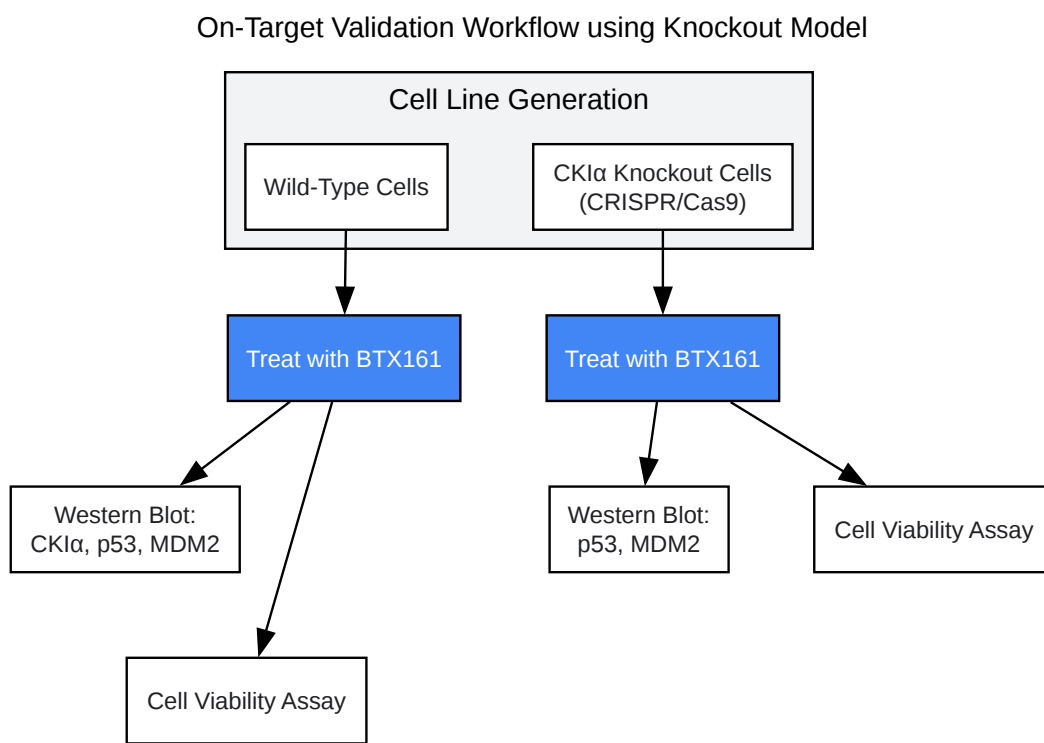 On-Target Validation Workflow using Knockout Model
Cell Line Generation
Wild-Type Cells
CKIα Knockout Cells
(CRISPR/Cas9)
Treat with BTX161
Treat with BTX161
Western Blot:
CKIα, p53, MDM2
Western Blot:
p53, MDM2
Cell Viability Assay
Cell Viability Assay